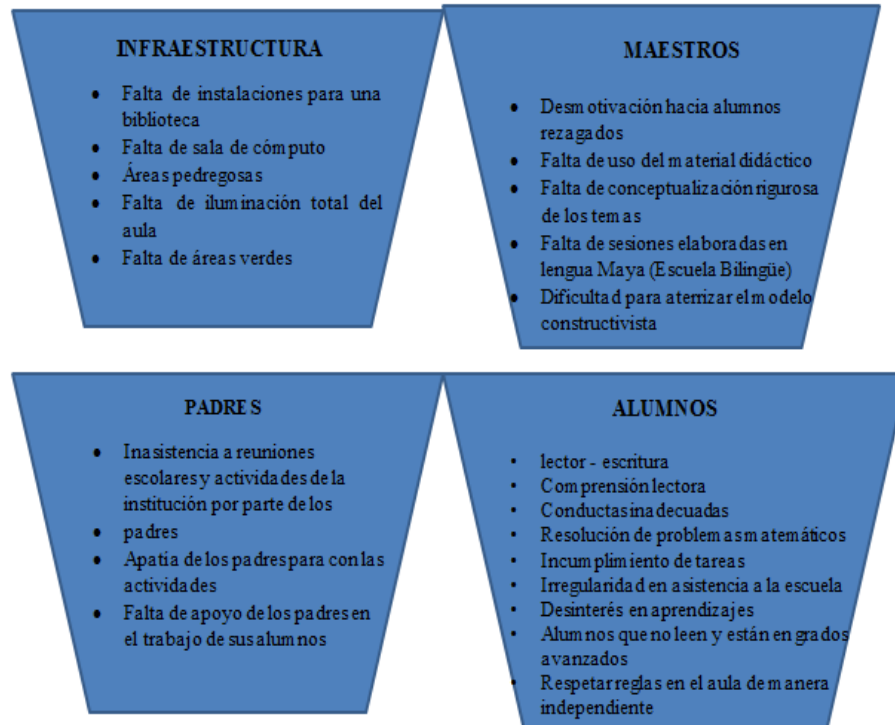 INFRAESTRUCTURA
• Falta de instalaciones para una
biblioteca
• Falta de sala de cómputo
• Áreas pedregosas
• Falta de iluminación total del
aula
• Falta de áreas verdes
MAESTROS
• Desmotivación hacia alumnos
rezagados
• Falta de uso del material didáctico
• Falta de conceptualización rigurosa
de los temas
• Falta de sesiones elaboradas en
lengua Maya (Escuela Bilingüe)
• Dificultad para aterrizar el modelo
constructivista
PADRES
• Inasistencia a reuniones
escolares y actividades de la
institución por parte de los
• padres
• Apatía de los padres para con las
actividades
• Falta de apoyo de los padres en
el trabajo de sus alumnos
ALUMNOS
• lector - escritura
• Comprensión lectora
• Conductas inadecuadas
• Resolución de problemas matemáticos
• Incumplimiento de tareas
• Irregularidad en asistencia a la escuela
• Desinterés en aprendizajes
• Alumnos que no leen y están en grados
avanzados
• Respetar reglas en el aula de manera
independiente